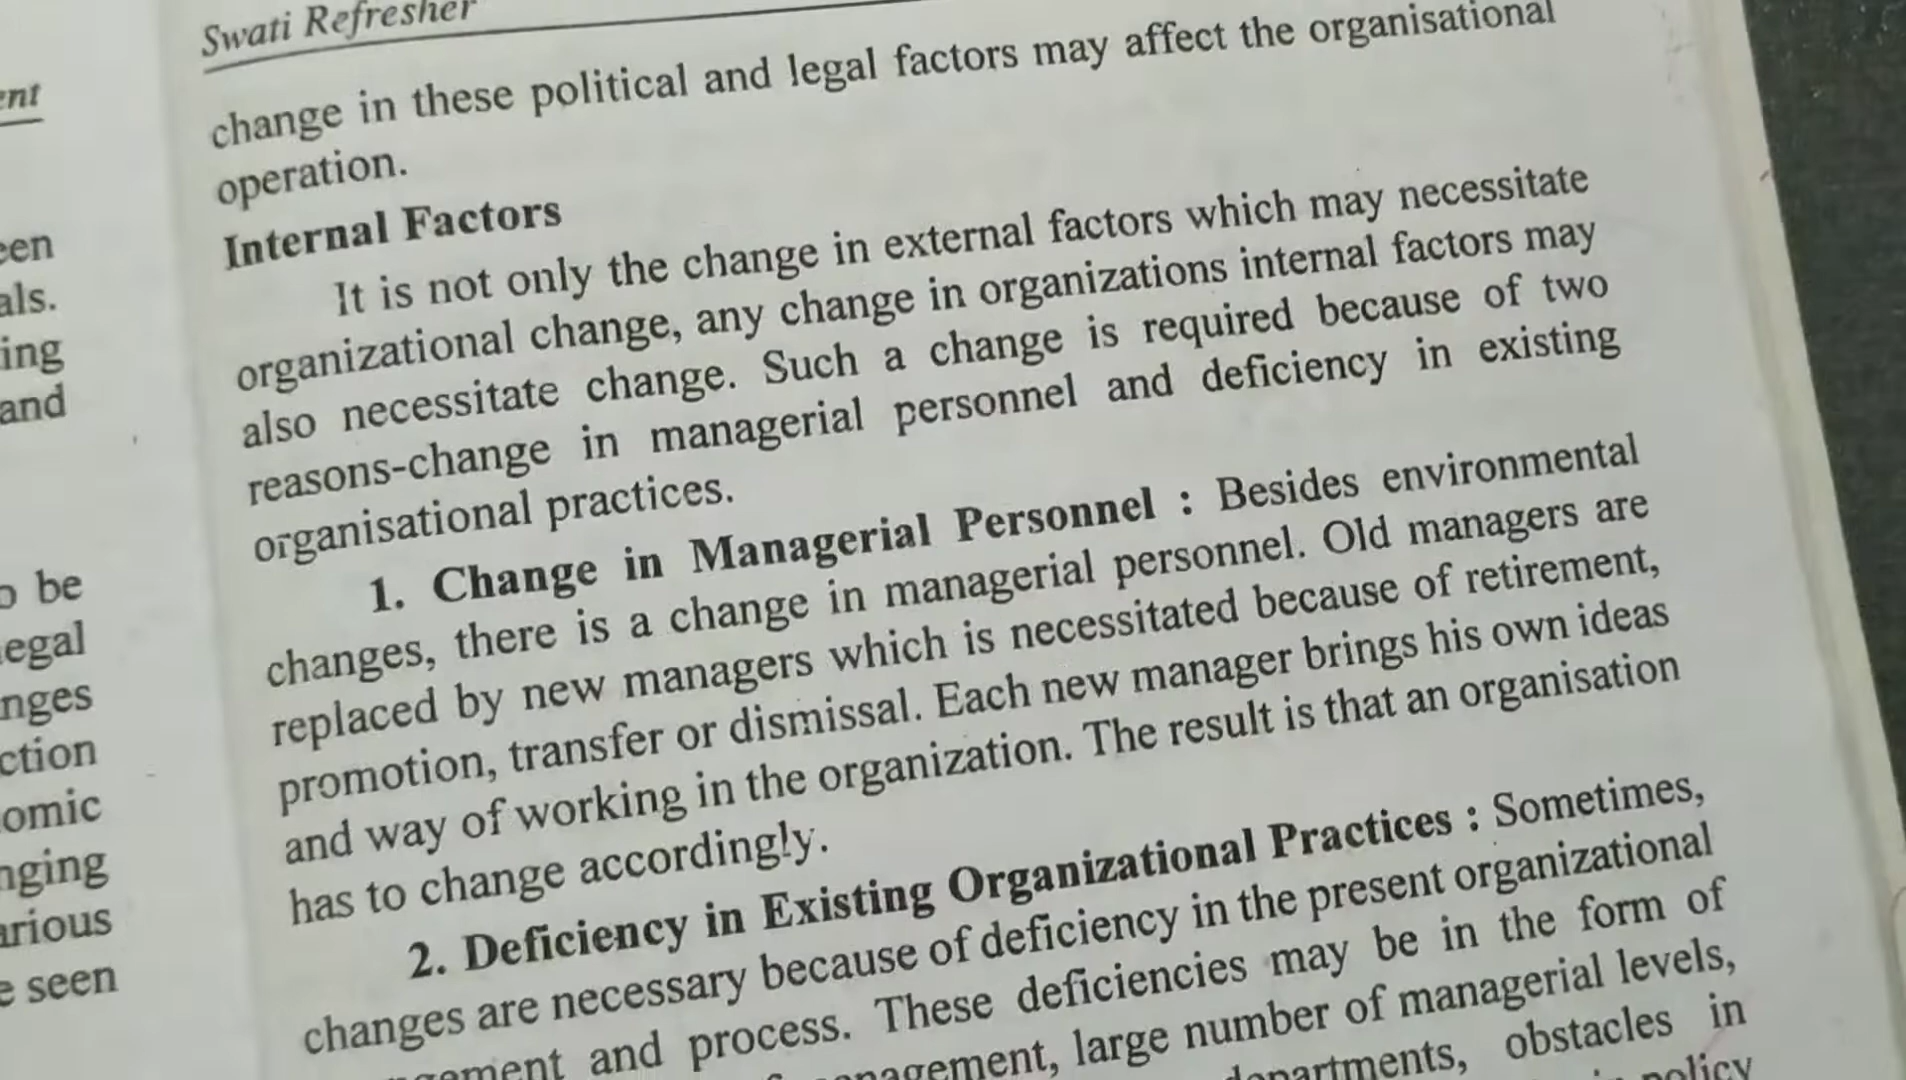 Swati Refresher
change in these political and legal factors may affect the organisational
operation.
Internal Factors
It is not only the change in external factors which may necessitate
organizational change, any change in organizations internal factors may
also necessitate change. Such a change is required because of two
reasons-change in managerial personnel and deficiency in existing
organisational practices.
1. Change in Managerial Personnel : Besides environmental
changes, there is a change in managerial personnel. Old managers are
replaced by new managers which is necessitated because of retirement,
promotion, transfer or dismissal. Each new manager brings his own ideas
and way of working in the organization. The result is that an organisation
has to change accordingly.
2. Deficiency in Existing Organizational Practices : Sometimes,
changes are necessary because of deficiency in the present organizational
and process. These deficiencies may be in the form of
large number of managerial levels,
obstacles in
policy